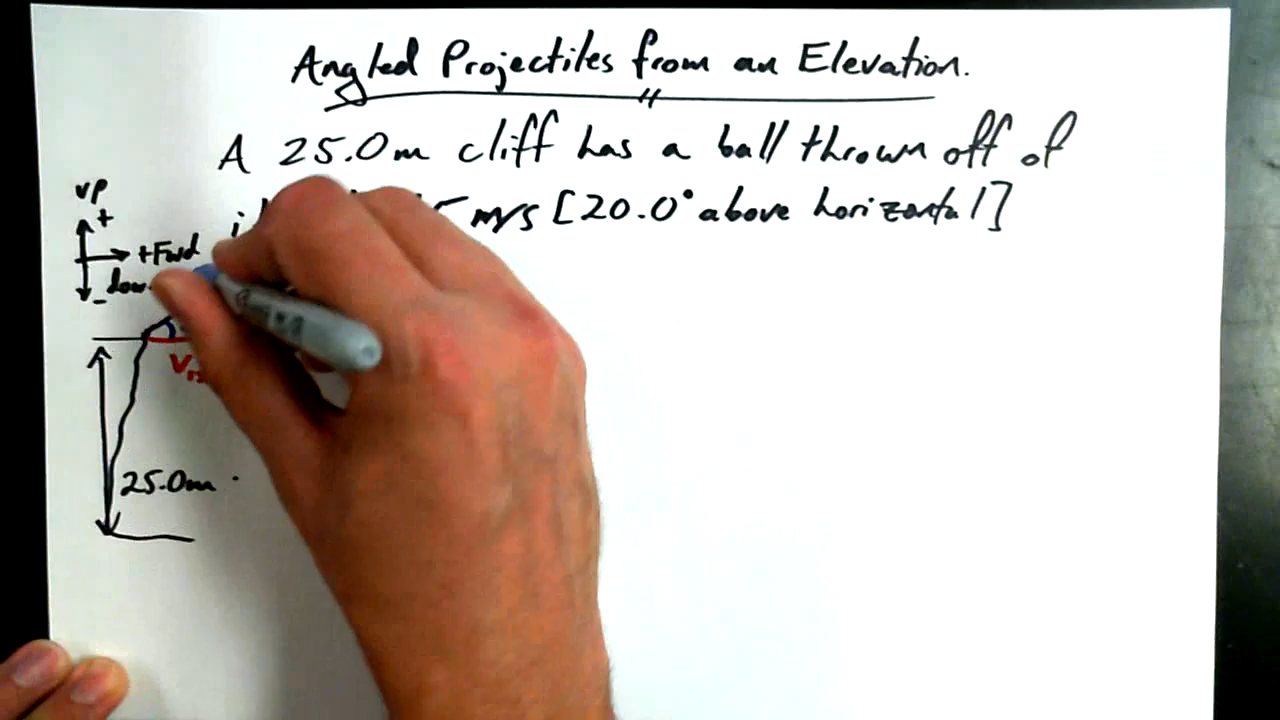 Angled Projectiles from an Elevation.
A 25.0m cliff has a ball thrown off of
m/s [20.0° above horizontal]
up
+
+Fwd
-
25.0m